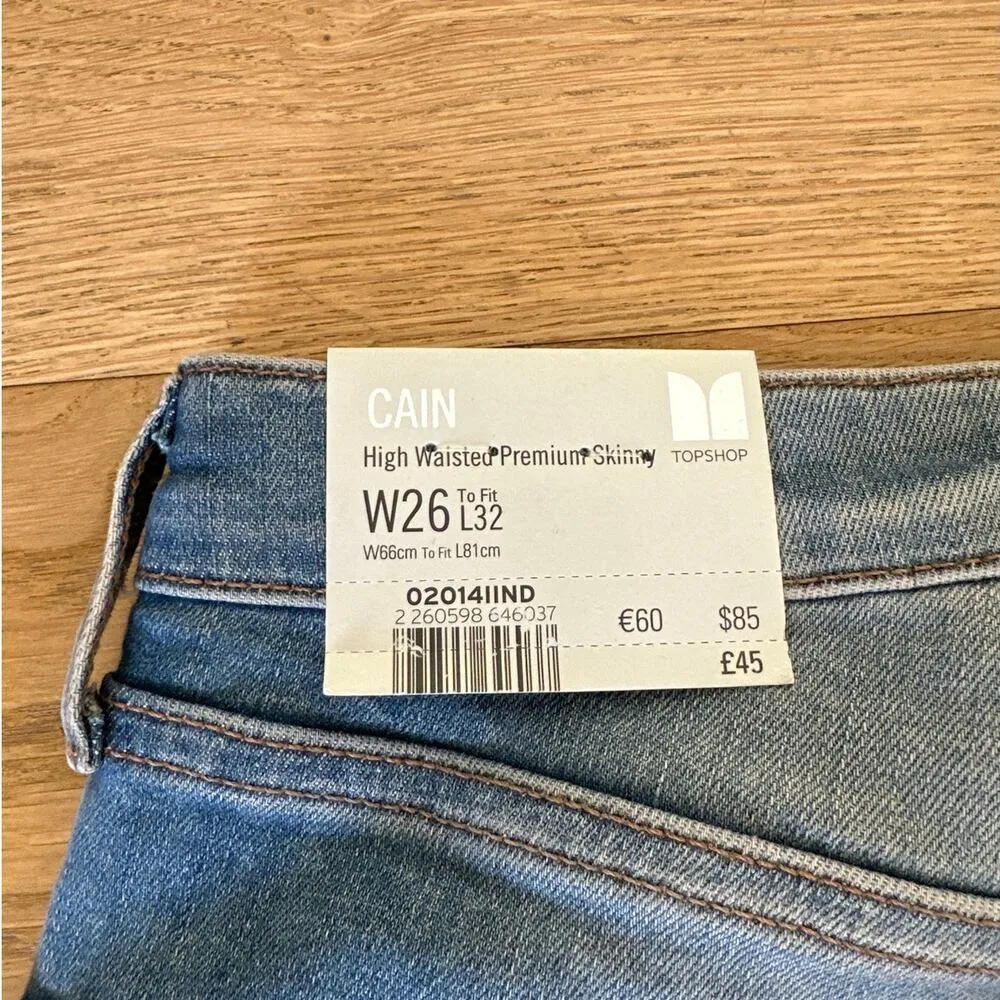 CAIN
High Waisted Premium Skinny
TOPSHOP
W26 To Fit L32
W66cm To Fit L81cm
020141IND
2 260598 646037
€60 $85
£45